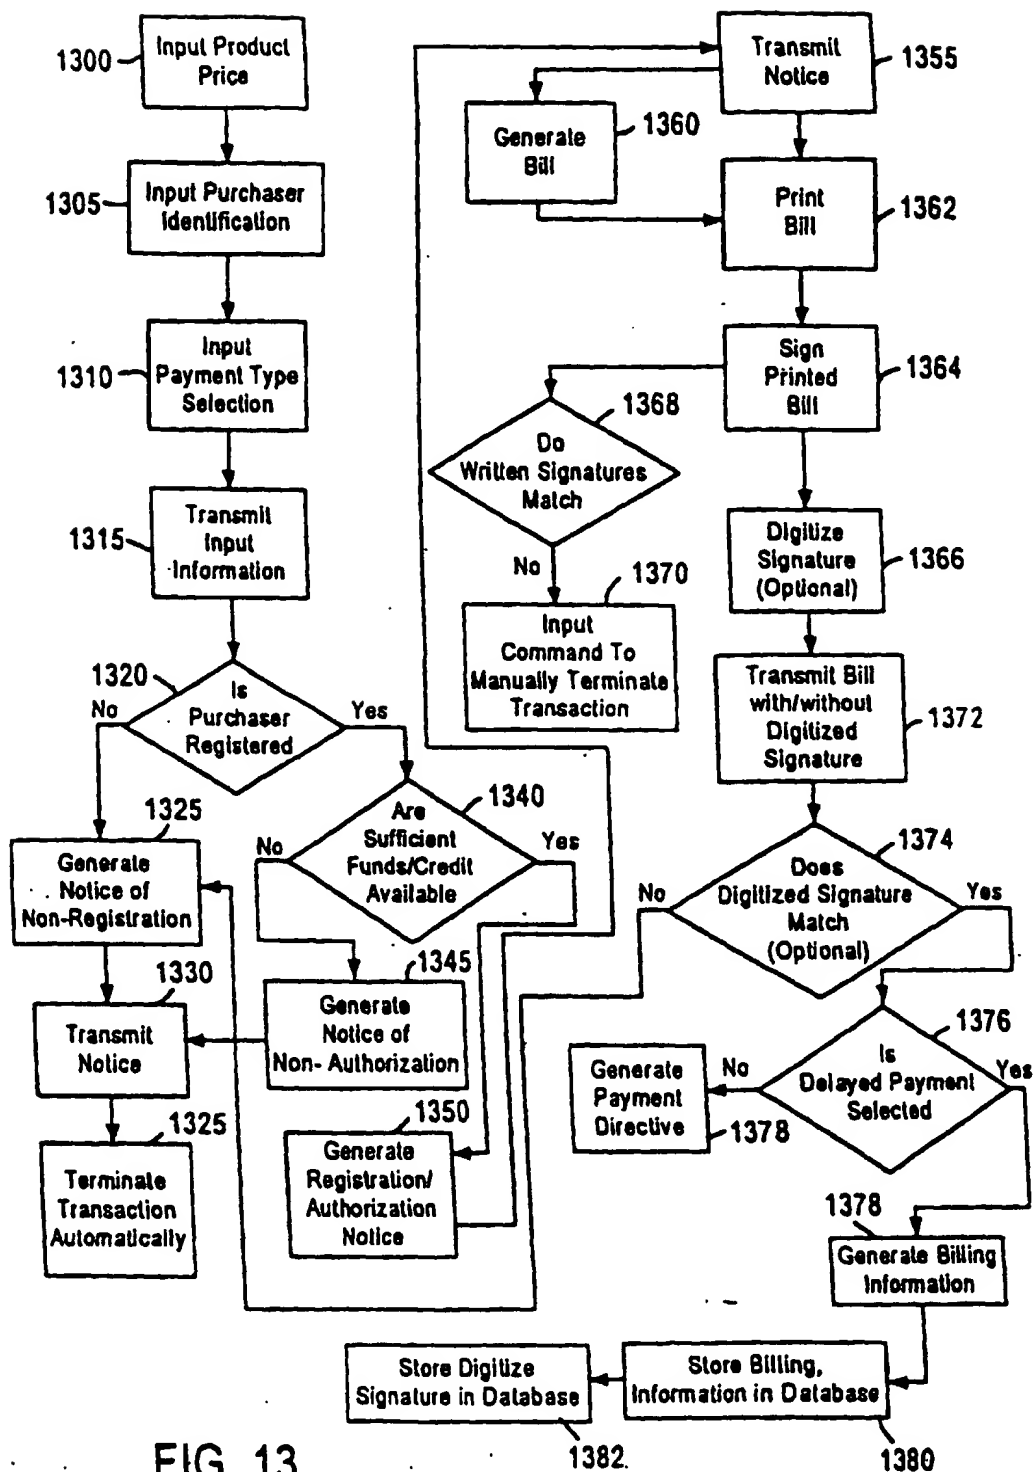 1300
Input Product
Price
1305
Input Purchaser
Identification
1310
Input
Payment Type
Selection
1315
Transmit
Input
Information
1320
Is
Purchaser
Registered
No
Yes
1325
Generate
Notice of
Non-Registration
1330
Transmit
Notice
1325
Terminate
Transaction
Automatically
1340
Are
Sufficient
Funds/Credit
Available
No
Yes
1345
Generate
Notice of
Non- Authorization
1350
Generate
Registration/
Authorization
Notice
1355
Transmit
Notice
1360
Generate
Bill
1362
Print
Bill
1364
Sign
Printed
Bill
1368
Do
Written Signatures
Match
No
1370
Input
Command To
Manually Terminate
Transaction
1366
Digitize
Signature
(Optional)
1372
Transmit Bill
with/without
Digitized
Signature
1374
Does
Digitized Signature
Match
(Optional)
No
Yes
1376
Is
Delayed Payment
Selected
No
Yes
Generate
Payment
Directive
1378
1378
Generate Billing
Information
Store Billing,
Information in Database
1380
Store Digitize
Signature in Database
1382
FIG. 13